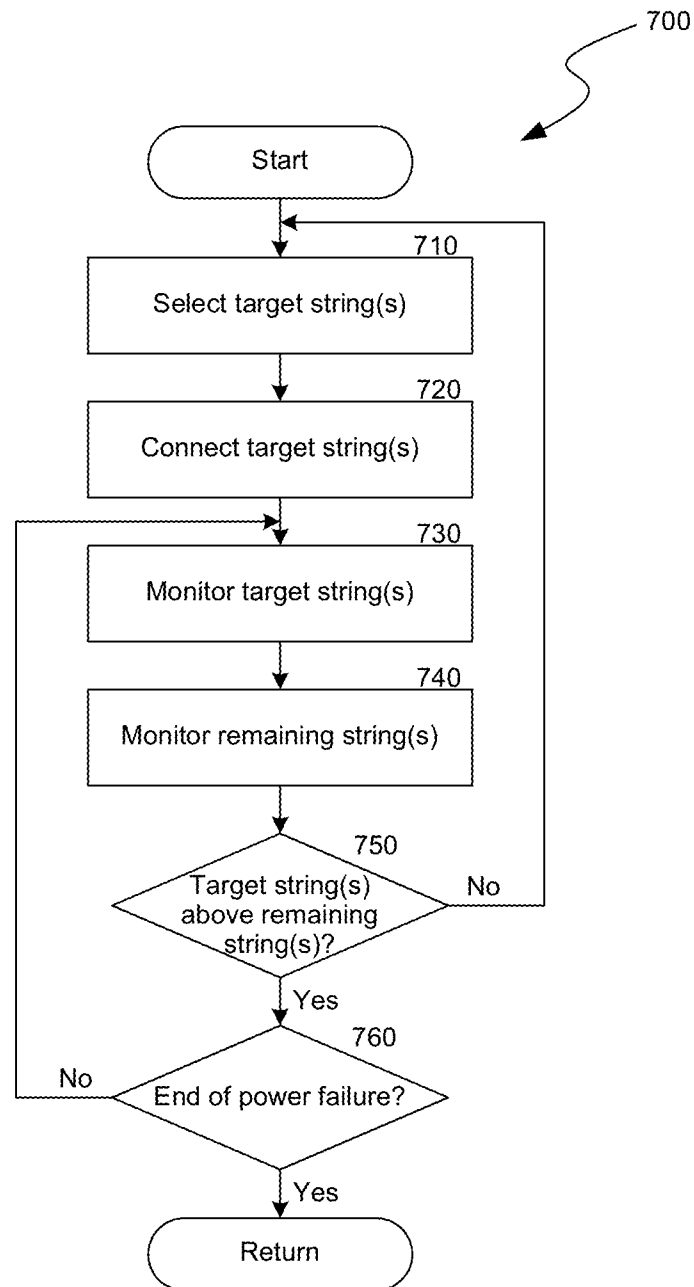 700
Start
710
Select target string(s)
720
Connect target string(s)
730
Monitor target string(s)
740
Monitor remaining string(s)
750
Target string(s)
above remaining
string(s)?
No
Yes
760
No
End of power failure?
Yes
Return